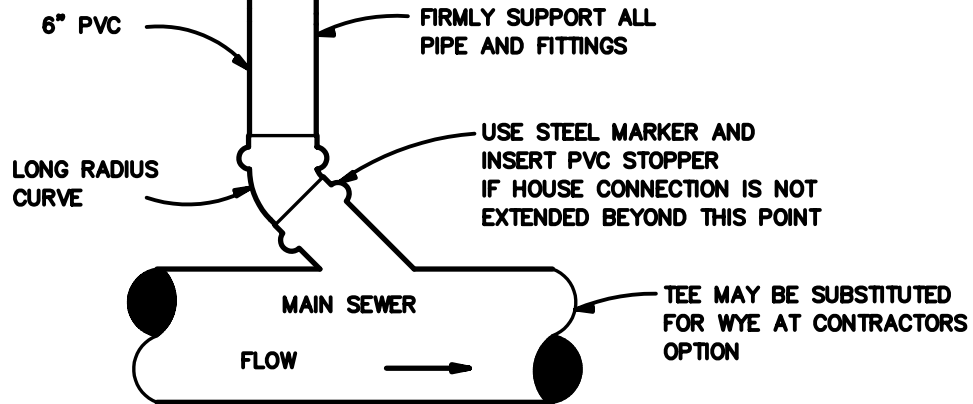 6" PVC
FIRMLY SUPPORT ALL
PIPE AND FITTINGS
USE STEEL MARKER AND
INSERT PVC STOPPER
IF HOUSE CONNECTION IS NOT
EXTENDED BEYOND THIS POINT
LONG RADIUS
CURVE
MAIN SEWER
FLOW
TEE MAY BE SUBSTITUTED
FOR WYE AT CONTRACTORS
OPTION